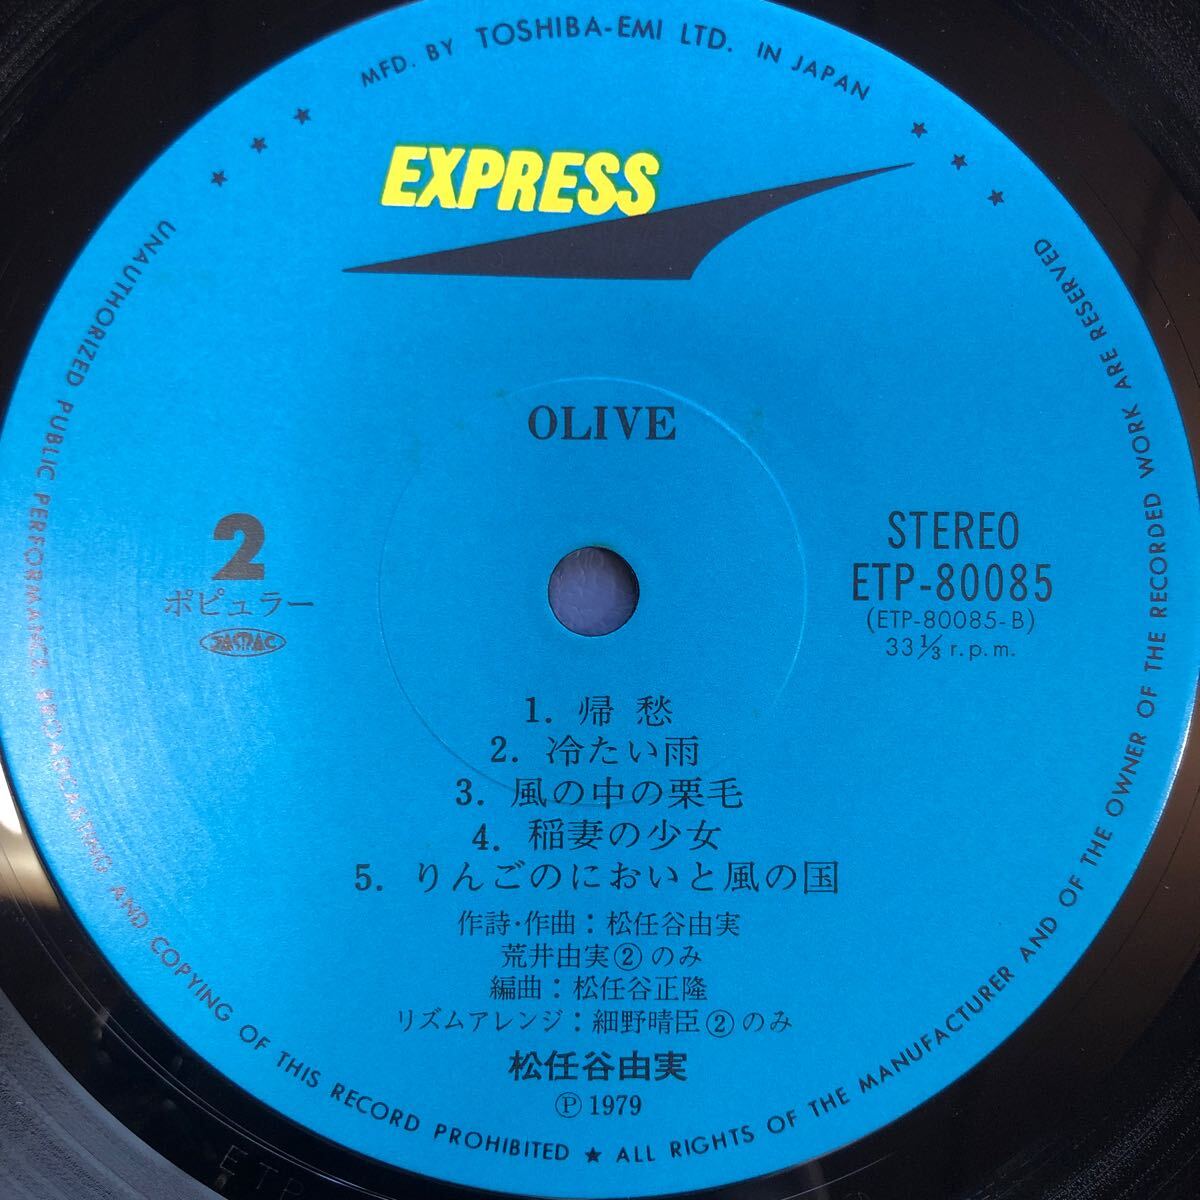 MFD. BY TOSHIBA-EMI LTD. IN JAPAN
★ ★ ★
★ ★ ★
EXPRESS
OLIVE
2
ポピュラー
JASRAC
STEREO
ETP-80085
(ETP-80085-B)
33 1/3 r.p.m.
1. 帰 愁
2. 冷たい雨
3. 風の中の栗毛
4. 稲妻の少女
5. りんごのにおいと風の国
作詩・作曲：松任谷由実
荒井由実②のみ
編曲：松任谷正隆
リズムアレンジ：細野晴臣②のみ
松任谷由実
Ⓟ 1979
UNAUTHORIZED PUBLIC PERFORMANCE, BROADCASTING AND COPYING OF THIS RECORD PROHIBITED ★ ALL RIGHTS OF THE MANUFACTURER AND OF THE OWNER OF THE RECORDED WORK ARE RESERVED